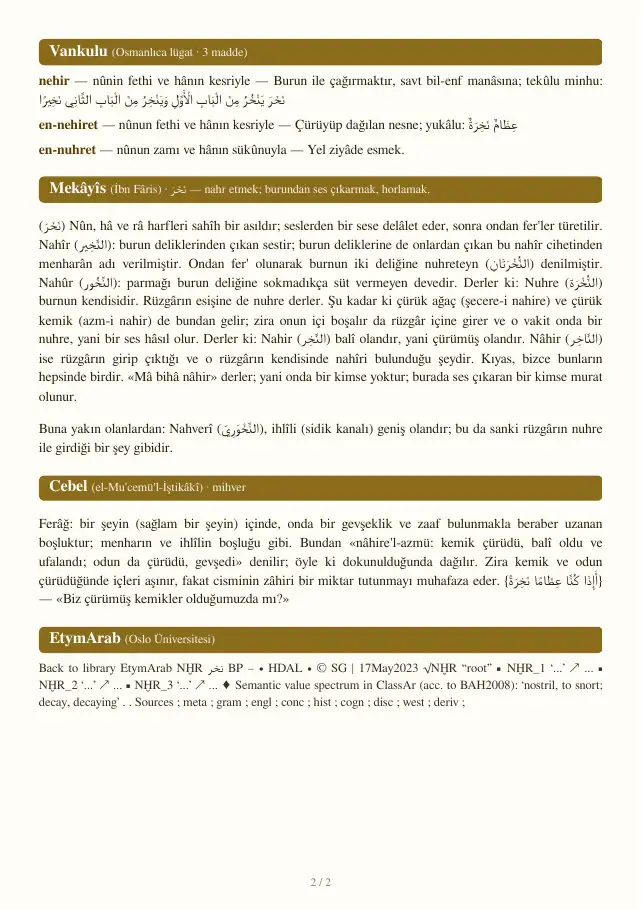 Vankulu (Osmanlıca lügat · 3 madde)
nehir — nûnin fethi ve hânın kesriyle — Burun ile çağırmaktır, savt bil-enf manâsına; tekûlu minhu:
نَخَرَ يَنْخُرُ مِنَ الْبَابِ الْأَوَّلِ وَيَنْخِرُ مِنَ الْبَابِ الثَّانِى نَخِيرًا
en-nehiret — nûnun fethi ve hânın kesriyle — Çürüyüp dağılan nesne; yukâlu: عِظَامٌ نَخِرَةٌ
en-nuhret — nûnun zamı ve hânın sükûnuyla — Yel ziyâde esmek.
Mekâyîs (İbn Fâris) · نَخَرَ — nahr etmek; burundan ses çıkarmak, horlamak.
(نَخَرَ) Nûn, hâ ve râ harfleri sahîh bir asıldır; seslerden bir sese delâlet eder, sonra ondan fer'ler türetilir.
Nahîr (النَّخِير): burun deliklerinden çıkan sestir; burun deliklerine de onlardan çıkan bu nahîr cihetinden
menharân adı verilmiştir. Ondan fer' olunarak burnun iki deliğine nuhreteyn (النُّخْرَتَانِ) denilmiştir.
Nahûr (النَّخُور): parmağı burun deliğine sokmadıkça süt vermeyen devedir. Derler ki: Nuhre (النُّخْرَة)
burnun kendisidir. Rüzgârın esişine de nuhre derler. Şu kadar ki çürük ağaç (şecere-i nahire) ve çürük
kemik (azm-i nahir) de bundan gelir; zira onun içi boşalır da rüzgâr içine girer ve o vakit onda bir
nuhre, yani bir ses hâsıl olur. Derler ki: Nahir (النَّخِر) balî olandır, yani çürümüş olandır. Nâhir (النَّاخِر)
ise rüzgârın girip çıktığı ve o rüzgârın kendisinde nahîri bulunduğu şeydir. Kıyas, bizce bunların
hepsinde birdir. «Mâ bihâ nâhir» derler; yani onda bir kimse yoktur; burada ses çıkaran bir kimse murat
olunur.
Buna yakın olanlardan: Nahverî (النَّخْوَرِيّ), ihlîli (sidik kanalı) geniş olandır; bu da sanki rüzgârın nuhre
ile girdiği bir şey gibidir.
Cebel (el-Mu'cemü'l-İştikâkî) · mihver
Ferâğ: bir şeyin (sağlam bir şeyin) içinde, onda bir gevşeklik ve zaaf bulunmakla beraber uzanan
boşluktur; menharın ve ihlîlin boşluğu gibi. Bundan «nâhire'l-azmü: kemik çürüdü, balî oldu ve
ufalandı; odun da çürüdü, gevşedi» denilir; öyle ki dokunulduğunda dağılır. Zira kemik ve odun
çürüdüğünde içleri aşınır, fakat cisminin zâhiri bir miktar tutunmayı muhafaza eder. {أَإِذَا كُنَّا عِظَامًا نَخِرَةً}
— «Biz çürümüş kemikler olduğumuzda mı?»
EtymArab (Oslo Üniversitesi)
Back to library EtymArab NḪR نخر BP – • HDAL • © SG | 17May2023 √NḪR “root” ▪ NḪR_1 ‘...’ ↗ ... ▪
NḪR_2 ‘...’ ↗ ... ▪ NḪR_3 ‘...’ ↗ ... ♦ Semantic value spectrum in ClassAr (acc. to BAH2008): ‘nostril, to snort;
decay, decaying’ . . Sources ; meta ; gram ; engl ; conc ; hist ; cogn ; disc ; west ; deriv ;
2 / 2